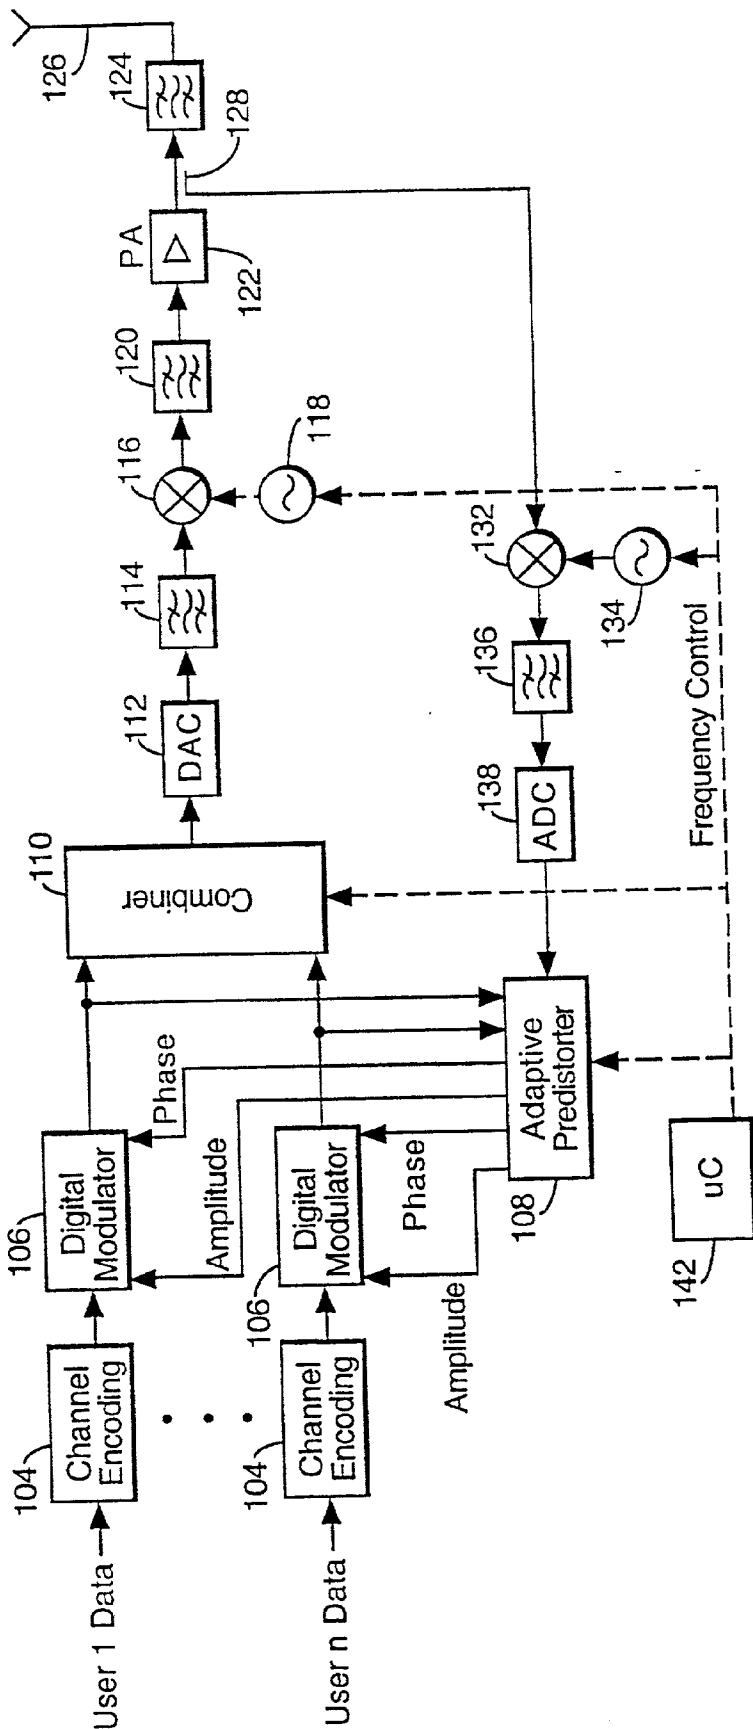 User 1 Data
104
Channel
Encoding
106
Digital
Modulator
Phase
Amplitude
User n Data
104
Channel
Encoding
106
Digital
Modulator
Phase
Amplitude
110
Combiner
112
DAC
114
116
118
120
PA
122
128
124
126
132
134
136
138
ADC
Adaptive
Predistorter
108
Frequency Control
uC
142